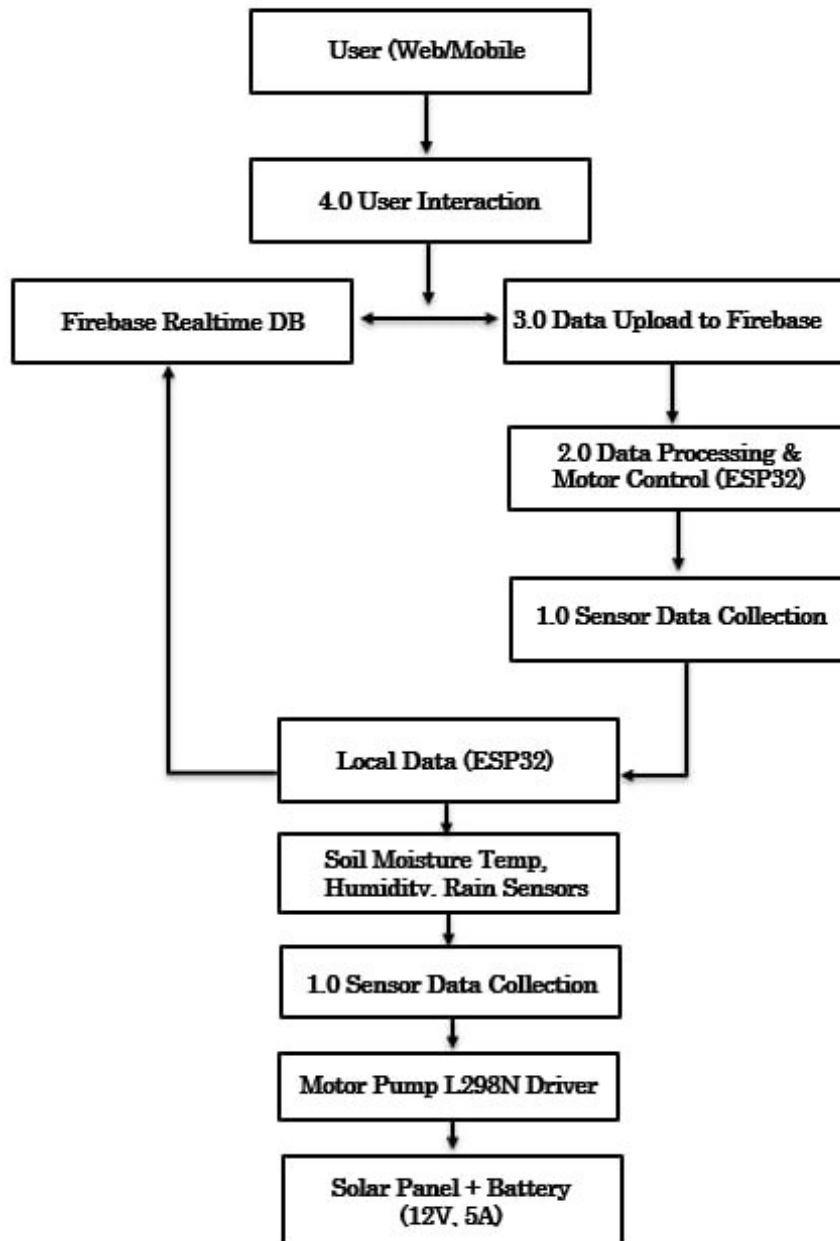 User (Web/Mobile
4.0 User Interaction
Firebase Realtime DB
3.0 Data Upload to Firebase
2.0 Data Processing &
Motor Control (ESP32)
1.0 Sensor Data Collection
Local Data (ESP32)
Soil Moisture Temp,
Humidity. Rain Sensors
1.0 Sensor Data Collection
Motor Pump L298N Driver
Solar Panel + Battery
(12V, 5A)